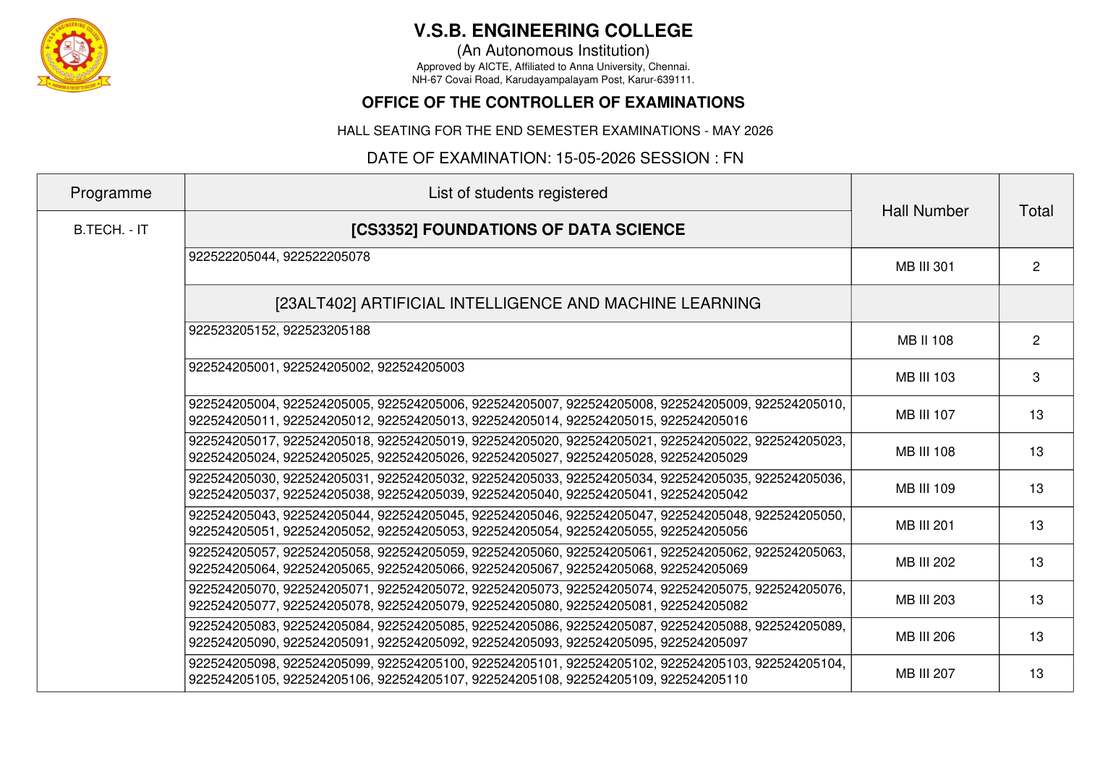 V.S.B. ENGINEERING COLLEGE
(An Autonomous Institution)
Approved by AICTE, Affiliated to Anna University, Chennai.
NH-67 Covai Road, Karudayampalayam Post, Karur-639111.
OFFICE OF THE CONTROLLER OF EXAMINATIONS
HALL SEATING FOR THE END SEMESTER EXAMINATIONS - MAY 2026
DATE OF EXAMINATION: 15-05-2026 SESSION : FN
Programme
List of students registered
Hall Number
Total
B.TECH. - IT
[CS3352] FOUNDATIONS OF DATA SCIENCE
922522205044, 922522205078
MB III 301
2
[23ALT402] ARTIFICIAL INTELLIGENCE AND MACHINE LEARNING
922523205152, 922523205188
MB II 108
2
922524205001, 922524205002, 922524205003
MB III 103
3
922524205004, 922524205005, 922524205006, 922524205007, 922524205008, 922524205009, 922524205010,
922524205011, 922524205012, 922524205013, 922524205014, 922524205015, 922524205016
MB III 107
13
922524205017, 922524205018, 922524205019, 922524205020, 922524205021, 922524205022, 922524205023,
922524205024, 922524205025, 922524205026, 922524205027, 922524205028, 922524205029
MB III 108
13
922524205030, 922524205031, 922524205032, 922524205033, 922524205034, 922524205035, 922524205036,
922524205037, 922524205038, 922524205039, 922524205040, 922524205041, 922524205042
MB III 109
13
922524205043, 922524205044, 922524205045, 922524205046, 922524205047, 922524205048, 922524205050,
922524205051, 922524205052, 922524205053, 922524205054, 922524205055, 922524205056
MB III 201
13
922524205057, 922524205058, 922524205059, 922524205060, 922524205061, 922524205062, 922524205063,
922524205064, 922524205065, 922524205066, 922524205067, 922524205068, 922524205069
MB III 202
13
922524205070, 922524205071, 922524205072, 922524205073, 922524205074, 922524205075, 922524205076,
922524205077, 922524205078, 922524205079, 922524205080, 922524205081, 922524205082
MB III 203
13
922524205083, 922524205084, 922524205085, 922524205086, 922524205087, 922524205088, 922524205089,
922524205090, 922524205091, 922524205092, 922524205093, 922524205095, 922524205097
MB III 206
13
922524205098, 922524205099, 922524205100, 922524205101, 922524205102, 922524205103, 922524205104,
922524205105, 922524205106, 922524205107, 922524205108, 922524205109, 922524205110
MB III 207
13